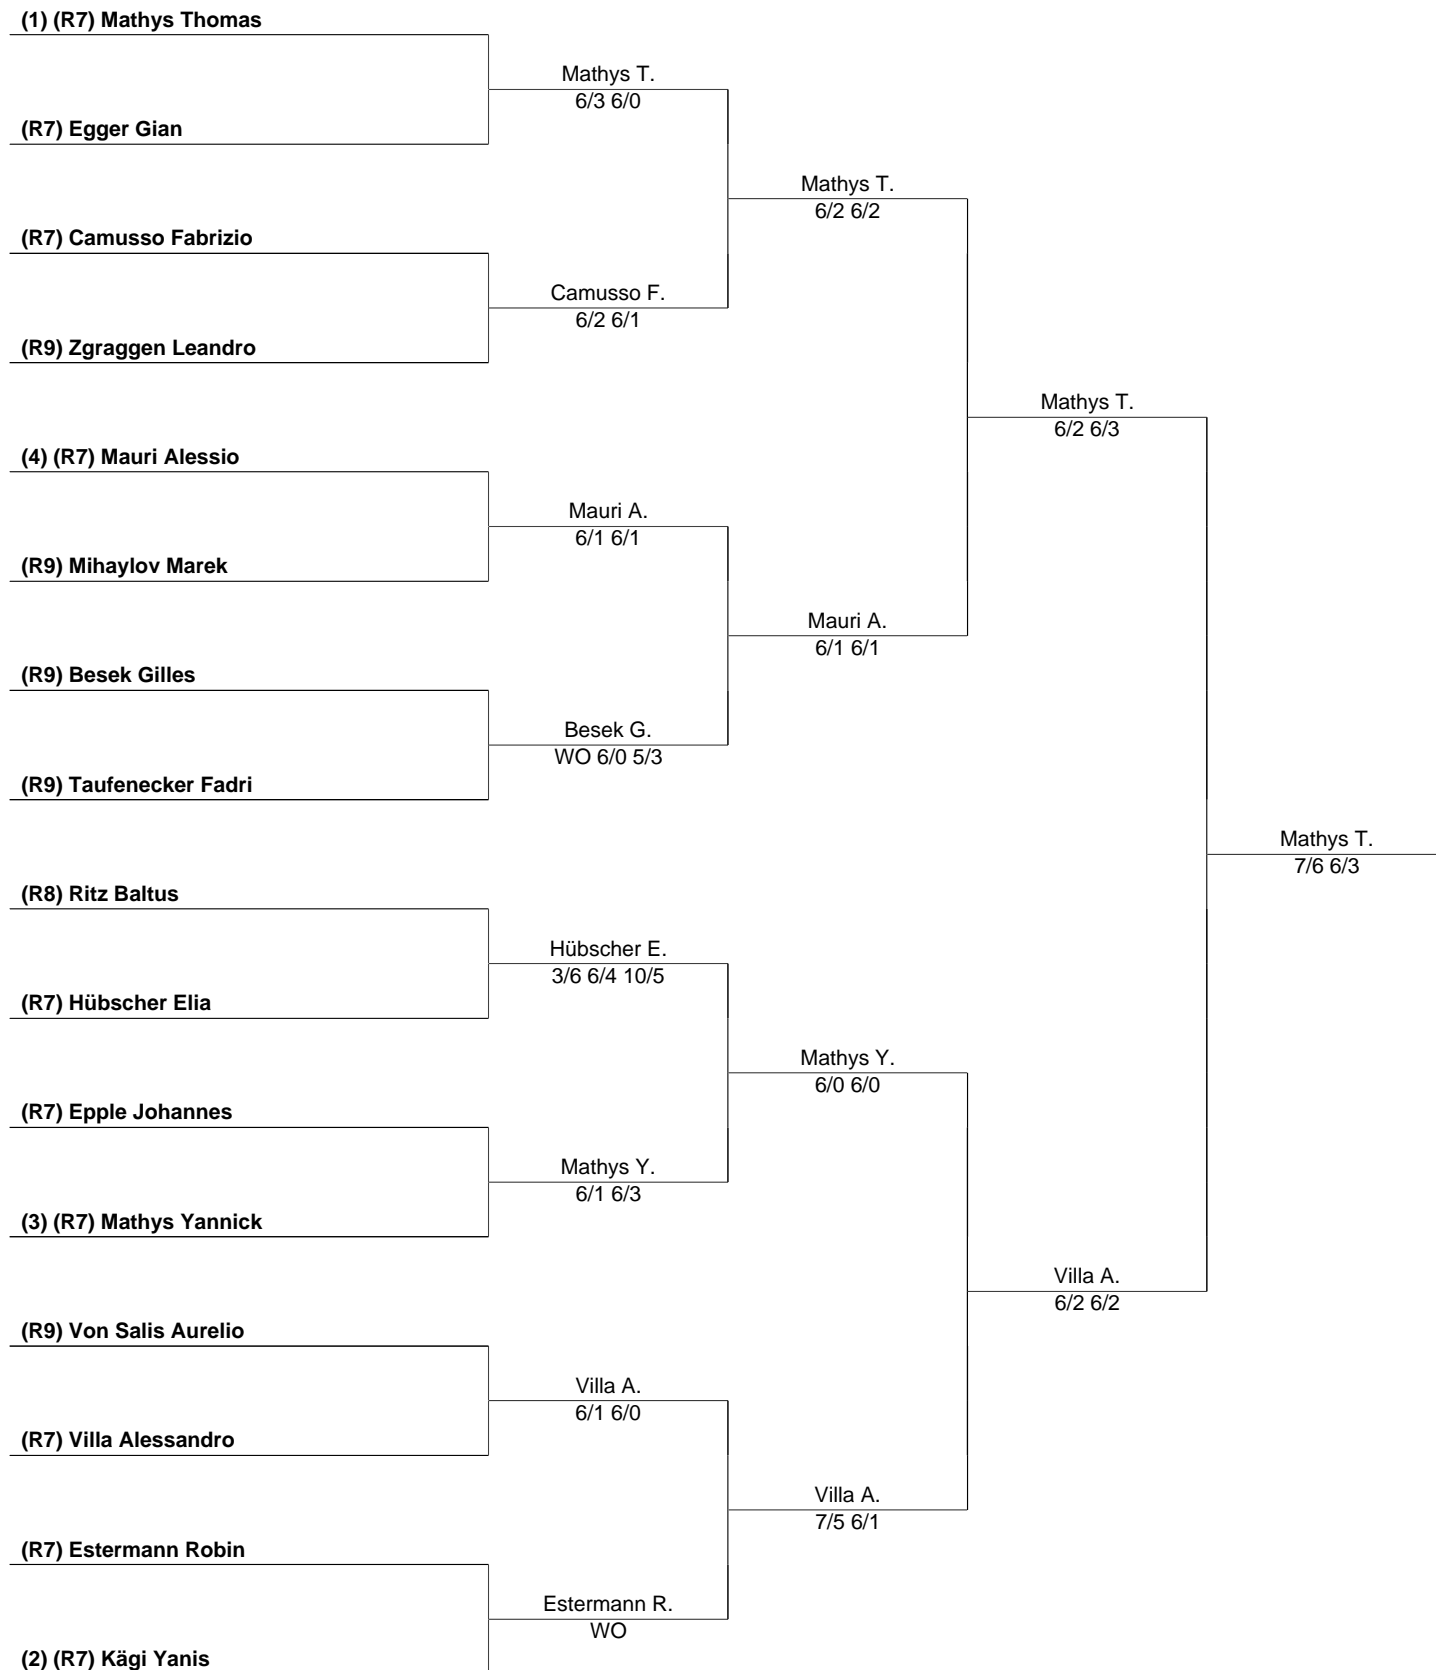 (1) (R7) Mathys Thomas
Mathys T.
6/3 6/0
(R7) Egger Gian
Mathys T.
6/2 6/2
(R7) Camusso Fabrizio
Camusso F.
6/2 6/1
(R9) Zgraggen Leandro
Mathys T.
6/2 6/3
(4) (R7) Mauri Alessio
Mauri A.
6/1 6/1
(R9) Mihaylov Marek
Mauri A.
6/1 6/1
(R9) Besek Gilles
Besek G.
WO 6/0 5/3
(R9) Taufenecker Fadri
Mathys T.
7/6 6/3
(R8) Ritz Baltus
Hübscher E.
3/6 6/4 10/5
(R7) Hübscher Elia
Mathys Y.
6/0 6/0
(R7) Epple Johannes
Mathys Y.
6/1 6/3
(3) (R7) Mathys Yannick
Villa A.
6/2 6/2
(R9) Von Salis Aurelio
Villa A.
6/1 6/0
(R7) Villa Alessandro
Villa A.
7/5 6/1
(R7) Estermann Robin
Estermann R.
WO
(2) (R7) Kägi Yanis